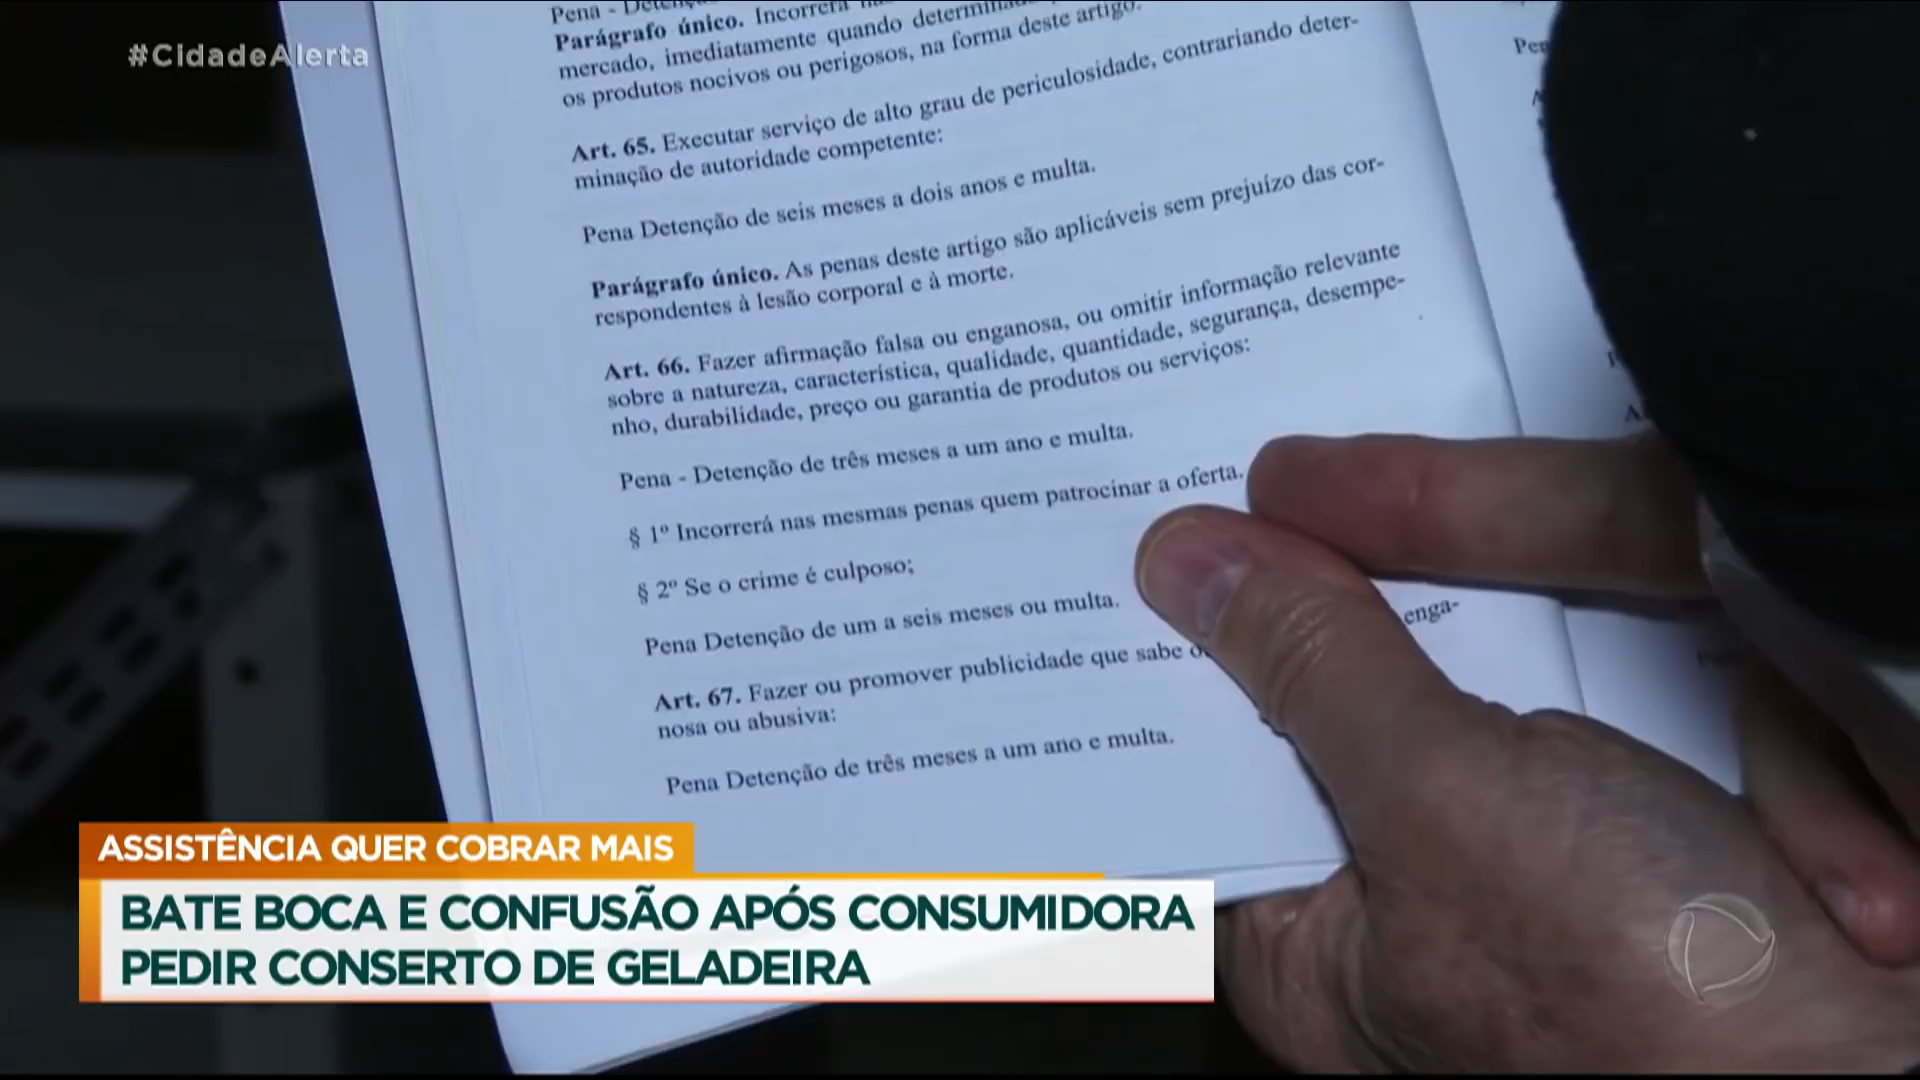 #CidadeAlerta
Pena - Detenç
Parágrafo único. Incorrerá
mercado, imediatamente quando determinad
os produtos nocivos ou perigosos, na forma deste artigo.
Art. 65. Executar serviço de alto grau de periculosidade, contrariando deter-
minação de autoridade competente:
Pena Detenção de seis meses a dois anos e multa.
Parágrafo único. As penas deste artigo são aplicáveis sem prejuízo das cor-
respondentes à lesão corporal e à morte.
Art. 66. Fazer afirmação falsa ou enganosa, ou omitir informação relevante
sobre a natureza, característica, qualidade, quantidade, segurança, desempe-
nho, durabilidade, preço ou garantia de produtos ou serviços:
Pena - Detenção de três meses a um ano e multa.
§ 1º Incorrerá nas mesmas penas quem patrocinar a oferta.
§ 2º Se o crime é culposo;
Pena Detenção de um a seis meses ou multa.
Art. 67. Fazer ou promover publicidade que sabe enga-
nosa ou abusiva:
Pena Detenção de três meses a um ano e multa.
ASSISTÊNCIA QUER COBRAR MAIS
BATE BOCA E CONFUSÃO APÓS CONSUMIDORA
PEDIR CONSERTO DE GELADEIRA